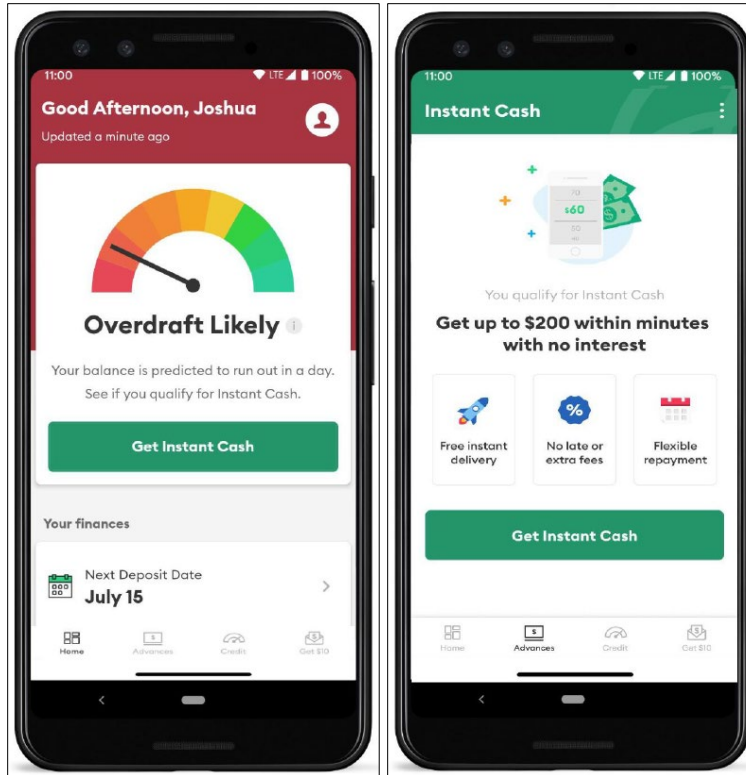 11:00
LTE
100%
Good Afternoon, Joshua
Updated a minute ago
Overdraft Likely
Your balance is predicted to run out in a day.
See if you qualify for Instant Cash.
Get Instant Cash
Your finances
Next Deposit Date
July 15
Home
Advances
Credit
Get $10
11:00
LTE
100%
Instant Cash
70
$60
50
You qualify for Instant Cash
Get up to $200 within minutes
with no interest
Free instant
delivery
No late or
extra fees
Flexible
repayment
Get Instant Cash
Home
Advances
Credit
Get $10